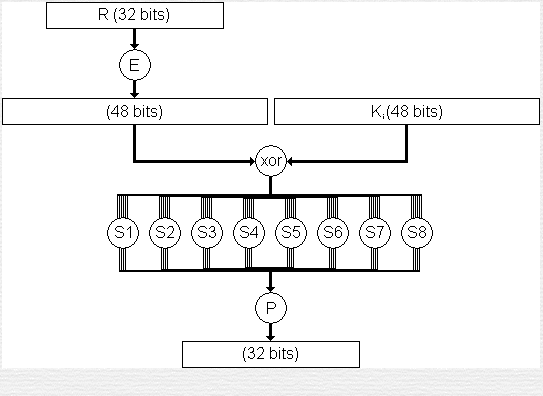 R (32 bits)
E
(48 bits) Ki(48 bits)
xor
S1 S2 S3 S4 S5 S6 S7 S8
P
(32 bits)